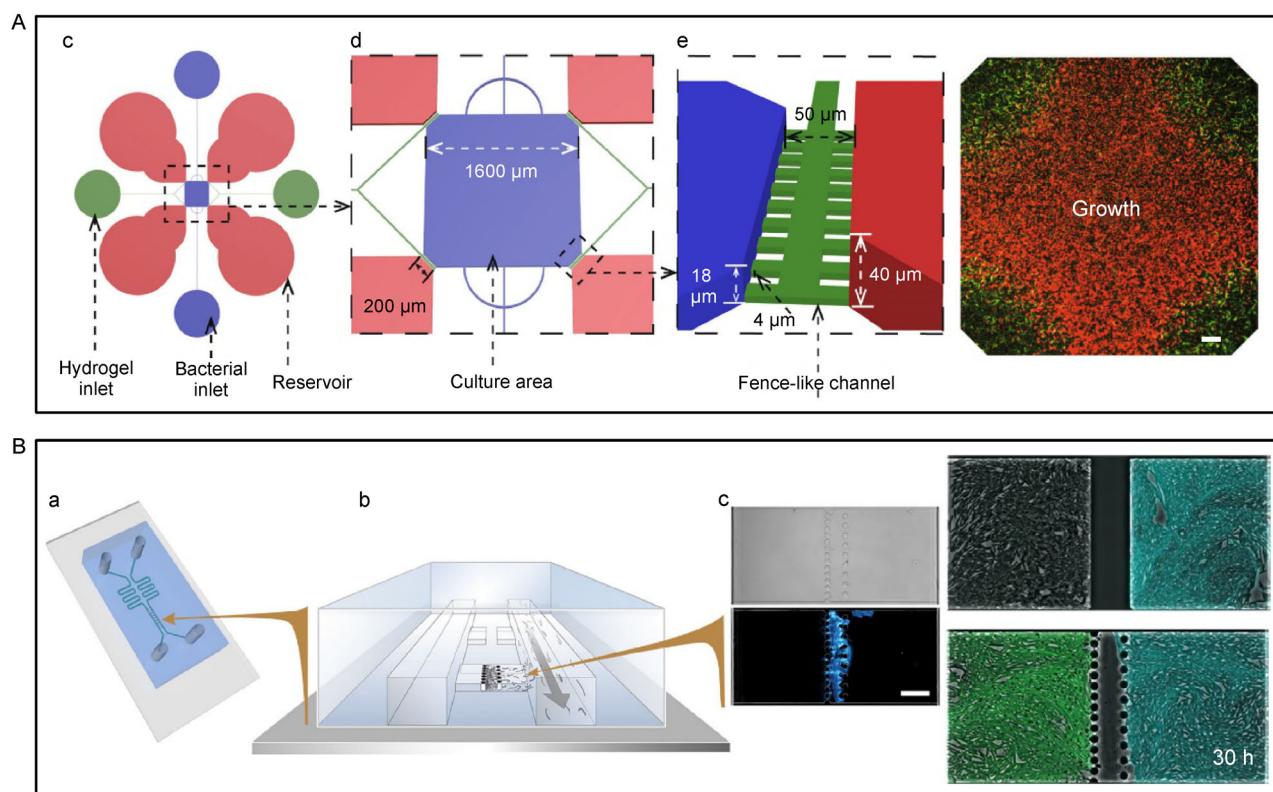 A
c
d
e
50 µm
1600 µm
Growth
18
µm
40 µm
200 µm
4 µm
Hydrogel
inlet
Bacterial
inlet
Reservoir
Culture area
Fence-like channel
B
a
b
c
30 h